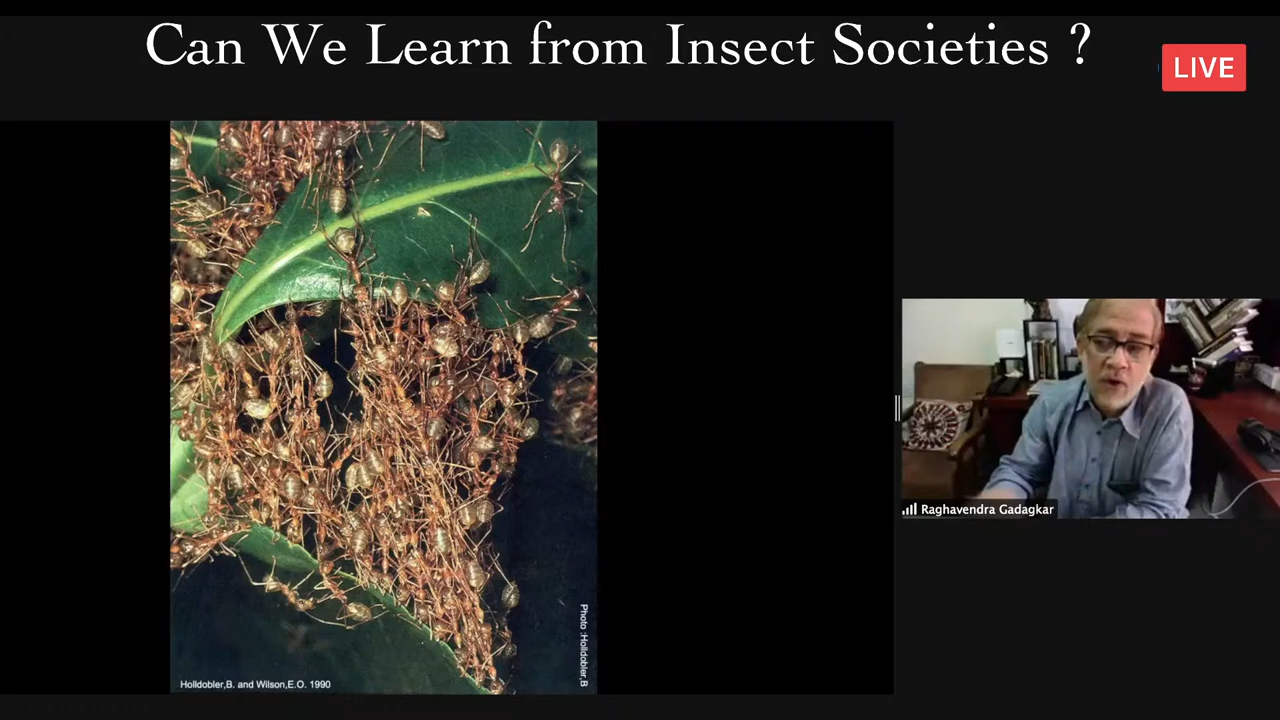 Can We Learn from Insect Societies ?
LIVE
Photo :Holldobler,B
Raghavendra Gadagkar
Holldobler,B. and Wilson,E.O. 1990